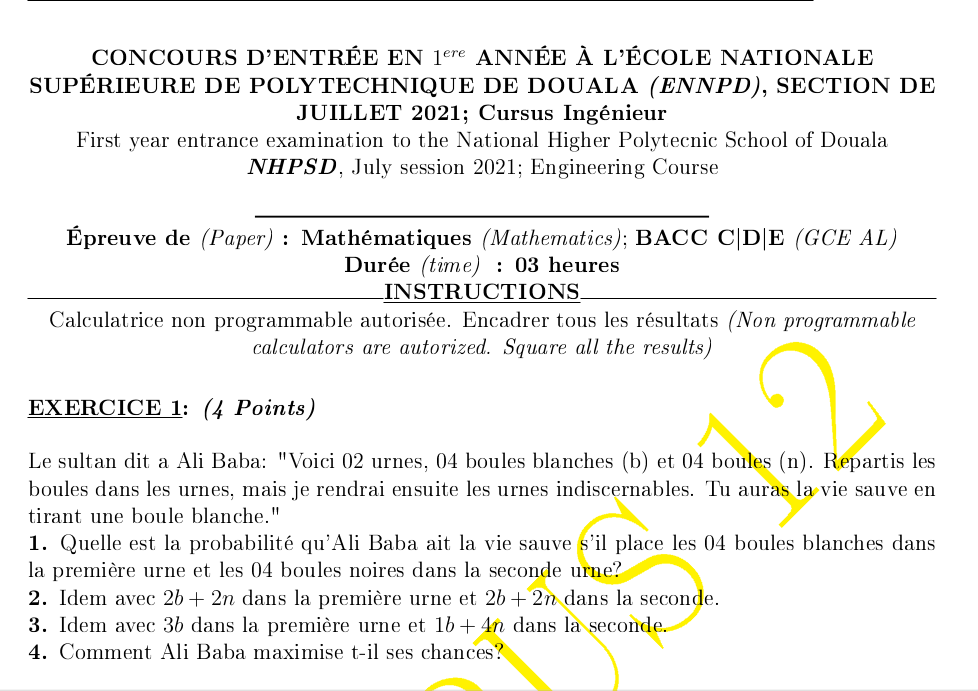 CONCOURS D'ENTRÉE EN 1ere ANNÉE À L'ÉCOLE NATIONALE
SUPÉRIEURE DE POLYTECHNIQUE DE DOUALA (ENNPD), SECTION DE
JUILLET 2021; Cursus Ingénieur
First year entrance examination to the National Higher Polytecnic School of Douala
NHPSD, July session 2021; Engineering Course
Épreuve de (Paper) : Mathématiques (Mathematics); BACC C|D|E (GCE AL)
Durée (time) : 03 heures
INSTRUCTIONS
Calculatrice non programmable autorisée. Encadrer tous les résultats (Non programmable
calculators are autorized. Square all the results)
EXERCICE 1: (4 Points)
Le sultan dit a Ali Baba: "Voici 02 urnes, 04 boules blanches (b) et 04 boules (n). Repartis les
boules dans les urnes, mais je rendrai ensuite les urnes indiscernables. Tu auras la vie sauve en
tirant une boule blanche."
1. Quelle est la probabilité qu'Ali Baba ait la vie sauve s'il place les 04 boules blanches dans
la première urne et les 04 boules noires dans la seconde urne?
2. Idem avec 2b + 2n dans la première urne et 2b + 2n dans la seconde.
3. Idem avec 3b dans la première urne et 1b + 4n dans la seconde.
4. Comment Ali Baba maximise t-il ses chances?
12